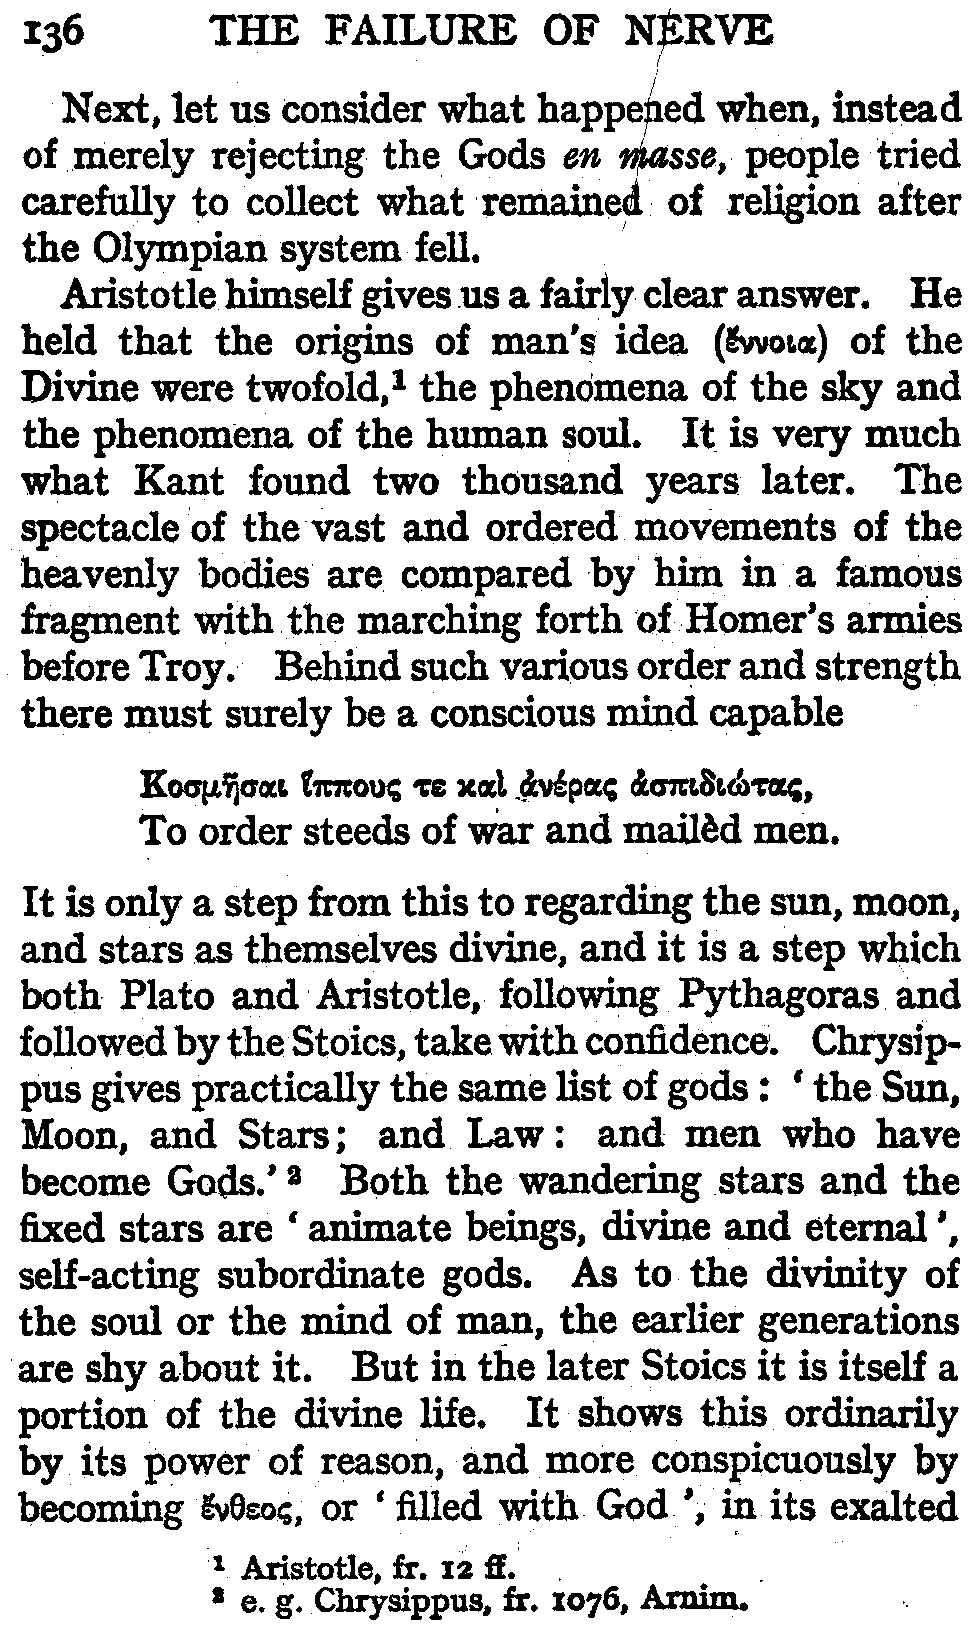 136 THE FAILURE OF NERVE
Next, let us consider what happened when, instead
of merely rejecting the Gods en masse, people tried
carefully to collect what remained of religion after
the Olympian system fell.
Aristotle himself gives us a fairly clear answer. He
held that the origins of man's idea (ἔννοια) of the
Divine were twofold,¹ the phenomena of the sky and
the phenomena of the human soul. It is very much
what Kant found two thousand years later. The
spectacle of the vast and ordered movements of the
heavenly bodies are compared by him in a famous
fragment with the marching forth of Homer's armies
before Troy. Behind such various order and strength
there must surely be a conscious mind capable
Κοσμῆσαι ἵππους τε καὶ ἀνέρας ἀσπιδιώτας,
To order steeds of war and mailèd men.
It is only a step from this to regarding the sun, moon,
and stars as themselves divine, and it is a step which
both Plato and Aristotle, following Pythagoras and
followed by the Stoics, take with confidence. Chrysip-
pus gives practically the same list of gods : ‘ the Sun,
Moon, and Stars; and Law : and men who have
become Gods.’ ² Both the wandering stars and the
fixed stars are ‘ animate beings, divine and eternal ’,
self-acting subordinate gods. As to the divinity of
the soul or the mind of man, the earlier generations
are shy about it. But in the later Stoics it is itself a
portion of the divine life. It shows this ordinarily
by its power of reason, and more conspicuously by
becoming ἔνθεος, or ‘ filled with God ’, in its exalted
¹ Aristotle, fr. 12 ff.
² e. g. Chrysippus, fr. 1076, Arnim.